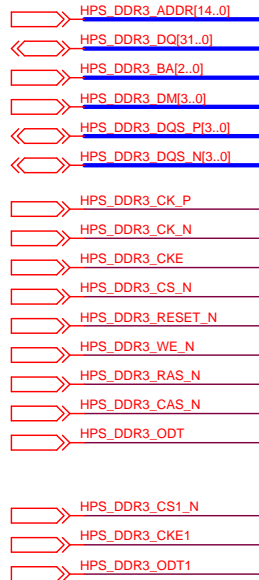 HPS_DDR3_ADDR[14..0]
HPS_DDR3_DQ[31..0]
HPS_DDR3_BA[2..0]
HPS_DDR3_DM[3..0]
HPS_DDR3_DQS_P[3..0]
HPS_DDR3_DQS_N[3..0]
HPS_DDR3_CK_P
HPS_DDR3_CK_N
HPS_DDR3_CKE
HPS_DDR3_CS_N
HPS_DDR3_RESET_N
HPS_DDR3_WE_N
HPS_DDR3_RAS_N
HPS_DDR3_CAS_N
HPS_DDR3_ODT
HPS_DDR3_CS1_N
HPS_DDR3_CKE1
HPS_DDR3_ODT1